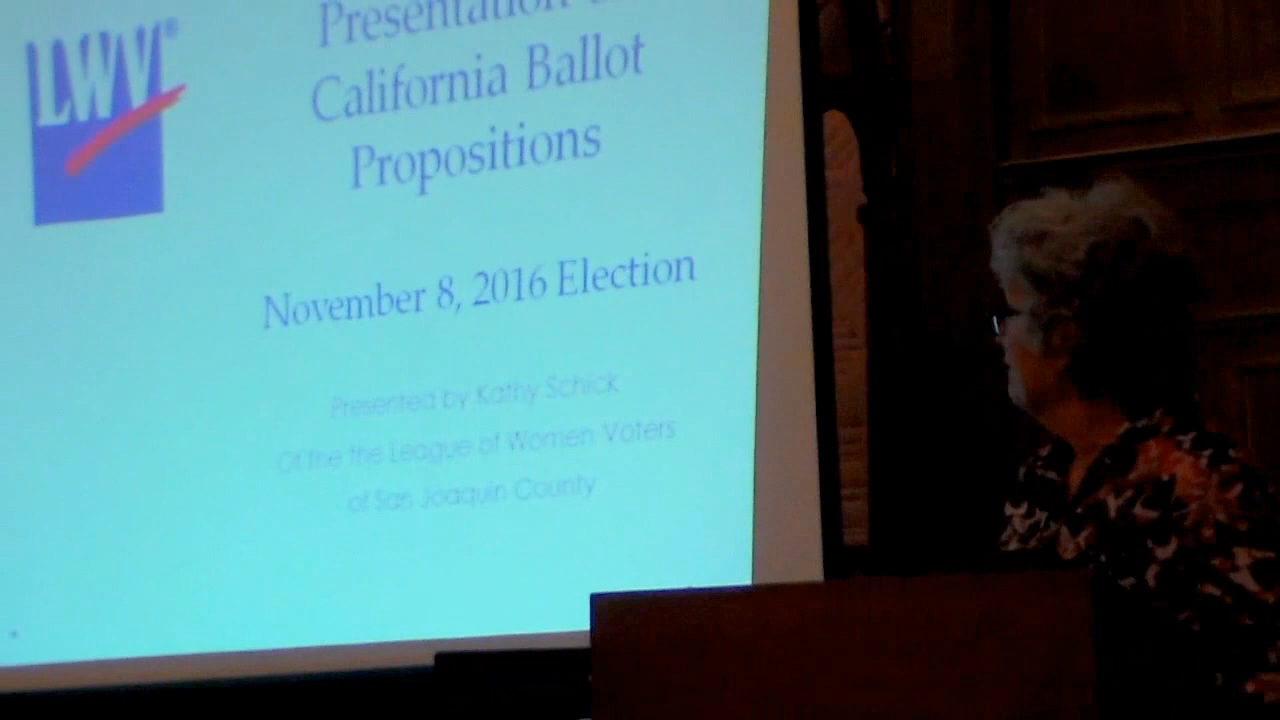 LWV®
Presentation
California Ballot
Propositions
November 8, 2016 Election
Presented by Kathy Schick
Of the the League of Women Voters
of San Joaquin County